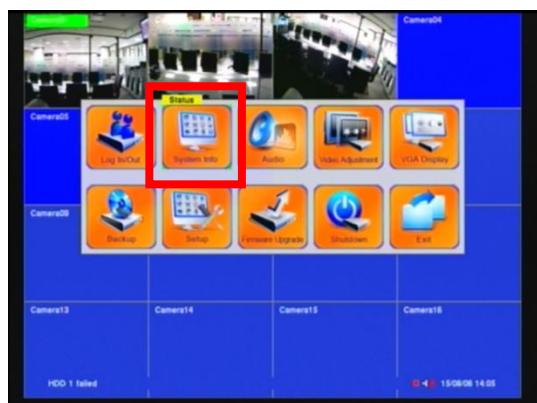 Camera04
Status
Camera05
Log In/Out
System Info
Audio
Video Adjustment
VGA Display
Camera09
Backup
Setup
Firmware Upgrade
Shutdown
Exit
Camera13
Camera14
Camera15
Camera16
HDD 1 failed
15/08/06 14:05